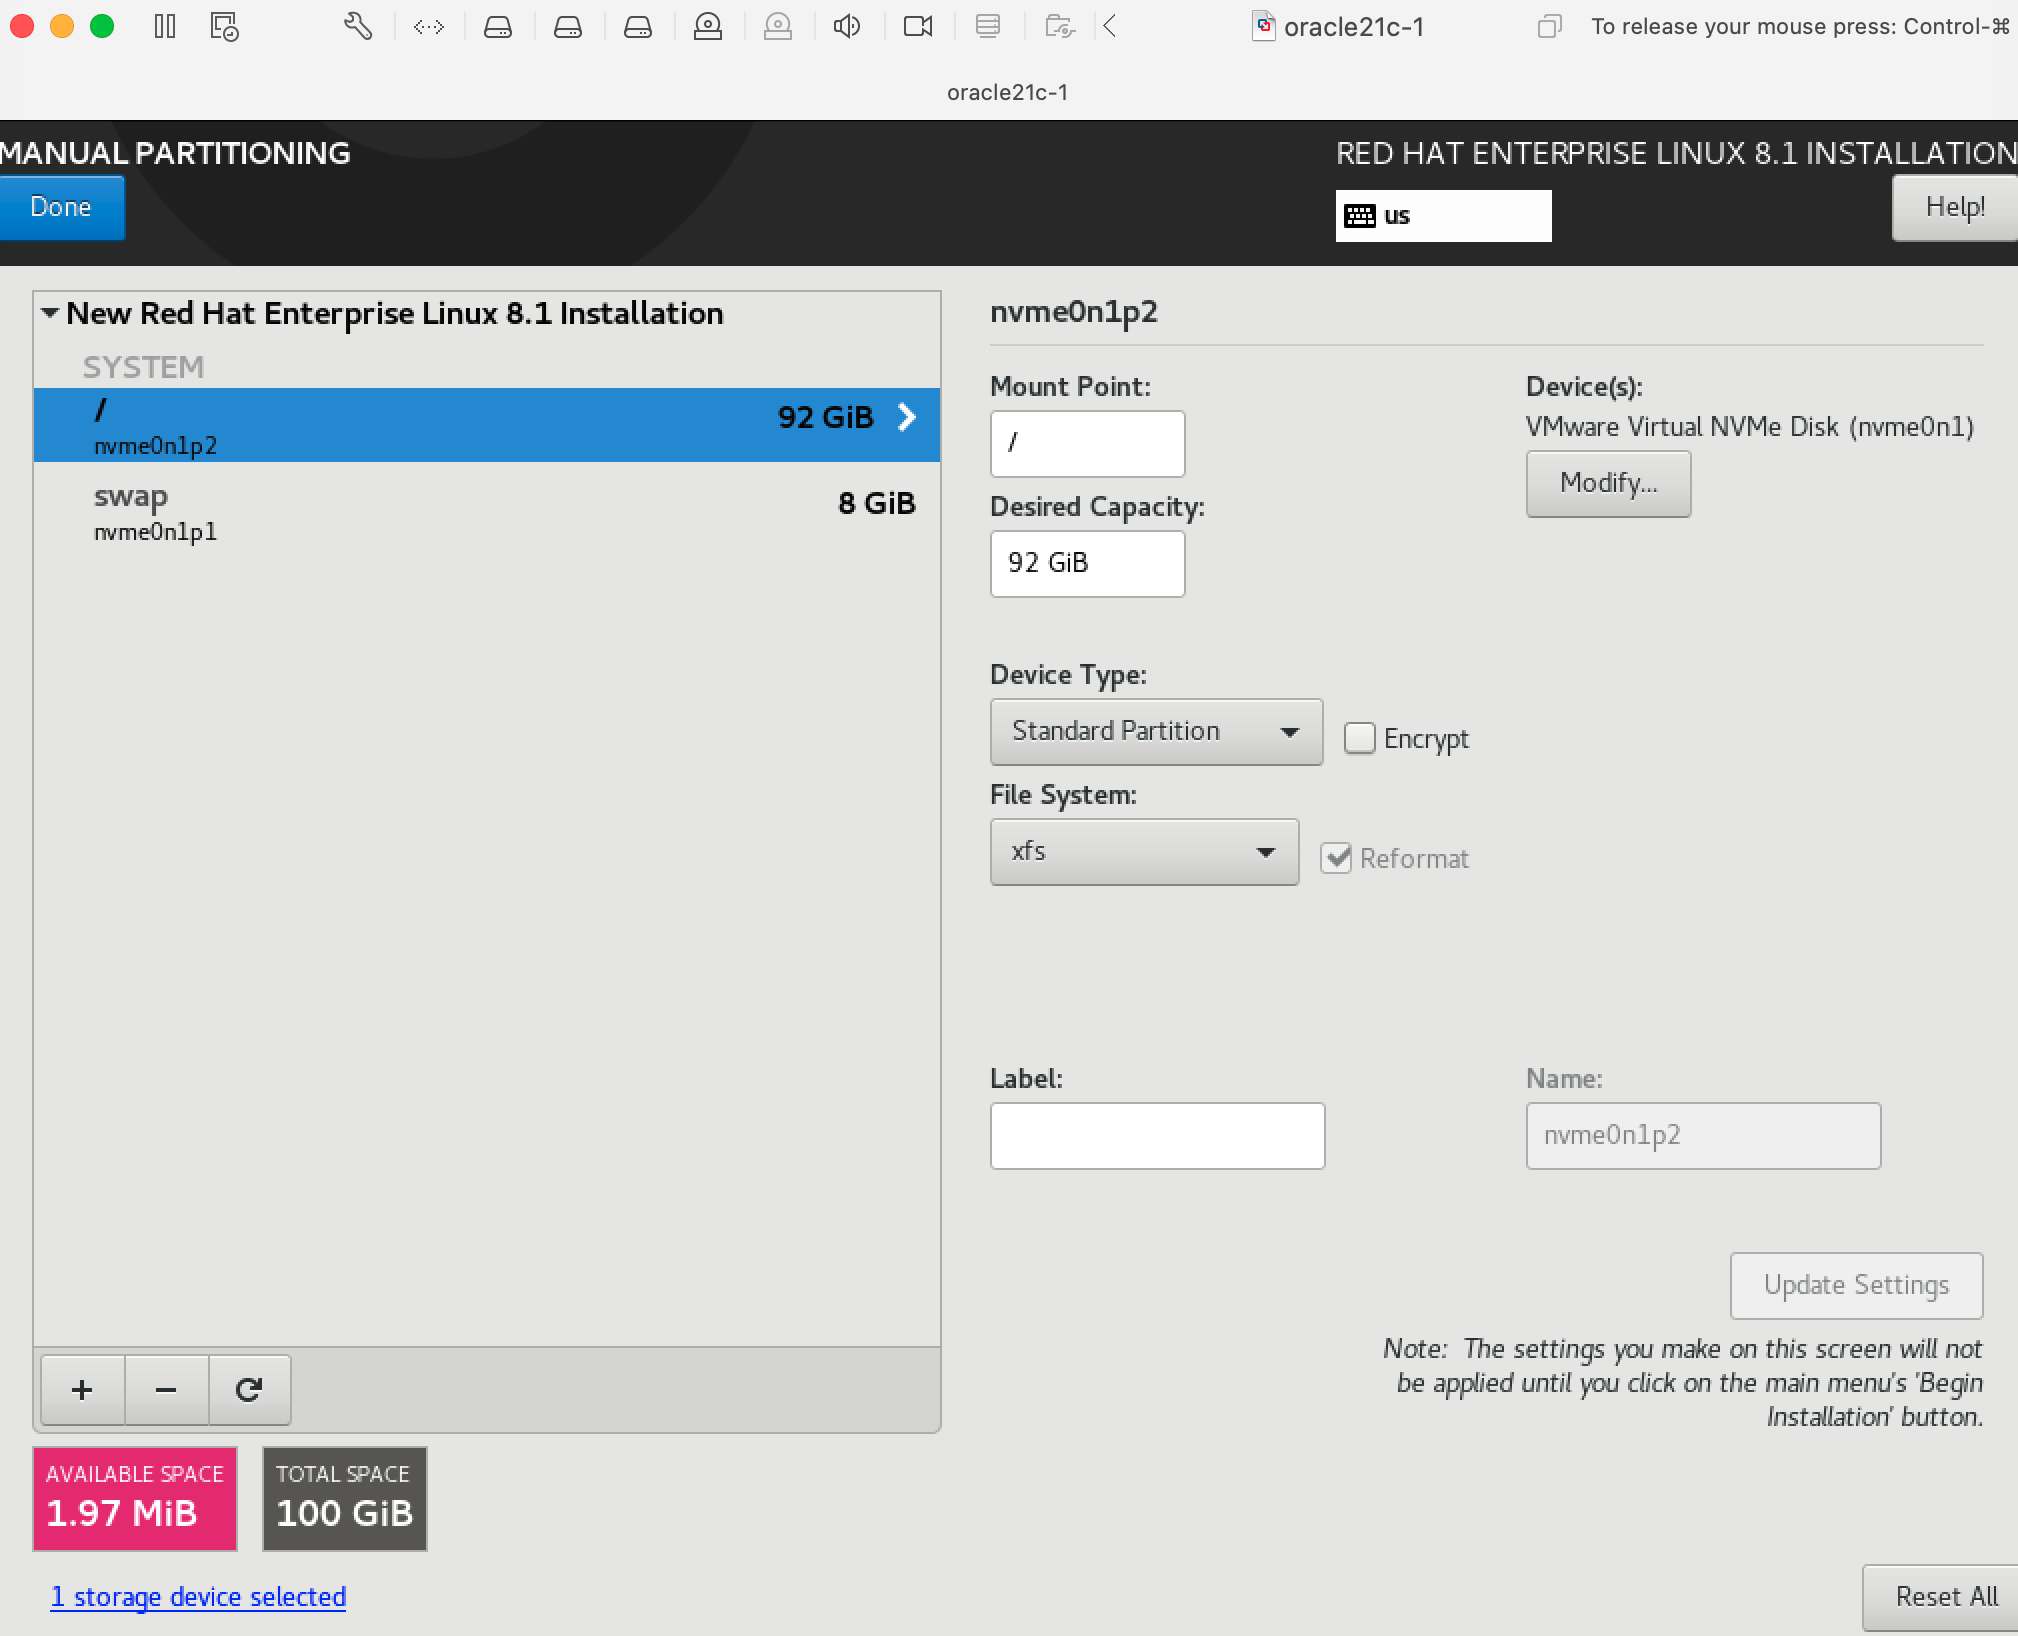 oracle21c-1
To release your mouse press: Control-⌘
oracle21c-1
MANUAL PARTITIONING
RED HAT ENTERPRISE LINUX 8.1 INSTALLATION
Done
us
Help!
New Red Hat Enterprise Linux 8.1 Installation
SYSTEM
/
92 GiB
nvme0n1p2
swap
8 GiB
nvme0n1p1
nvme0n1p2
Mount Point:
/
Desired Capacity:
92 GiB
Device(s):
VMware Virtual NVMe Disk (nvme0n1)
Modify...
Device Type:
Standard Partition
Encrypt
File System:
xfs
Reformat
Label:
Name:
nvme0n1p2
Update Settings
Note: The settings you make on this screen will not
be applied until you click on the main menu's 'Begin
Installation' button.
+
−
AVAILABLE SPACE
1.97 MiB
TOTAL SPACE
100 GiB
1 storage device selected
Reset All